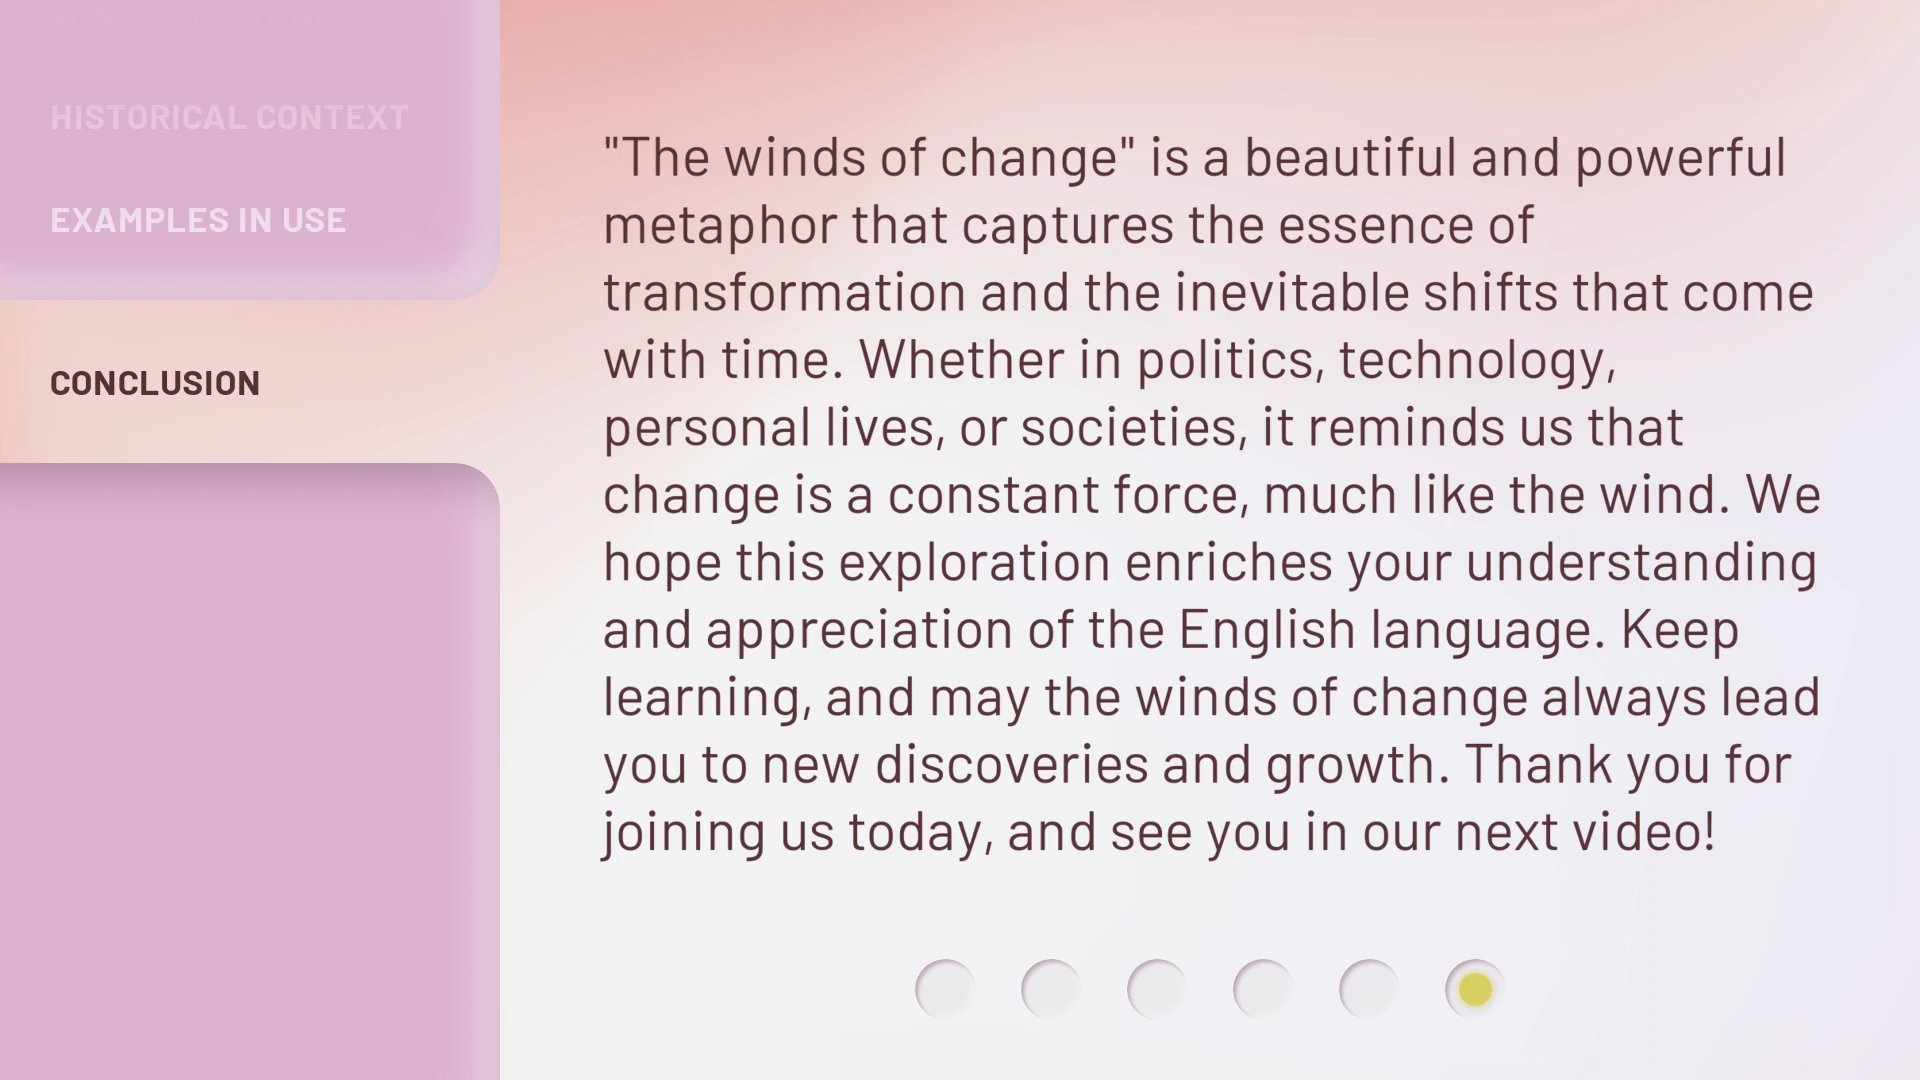 HISTORICAL CONTEXT
EXAMPLES IN USE
CONCLUSION
"The winds of change" is a beautiful and powerful
metaphor that captures the essence of
transformation and the inevitable shifts that come
with time. Whether in politics, technology,
personal lives, or societies, it reminds us that
change is a constant force, much like the wind. We
hope this exploration enriches your understanding
and appreciation of the English language. Keep
learning, and may the winds of change always lead
you to new discoveries and growth. Thank you for
joining us today, and see you in our next video!